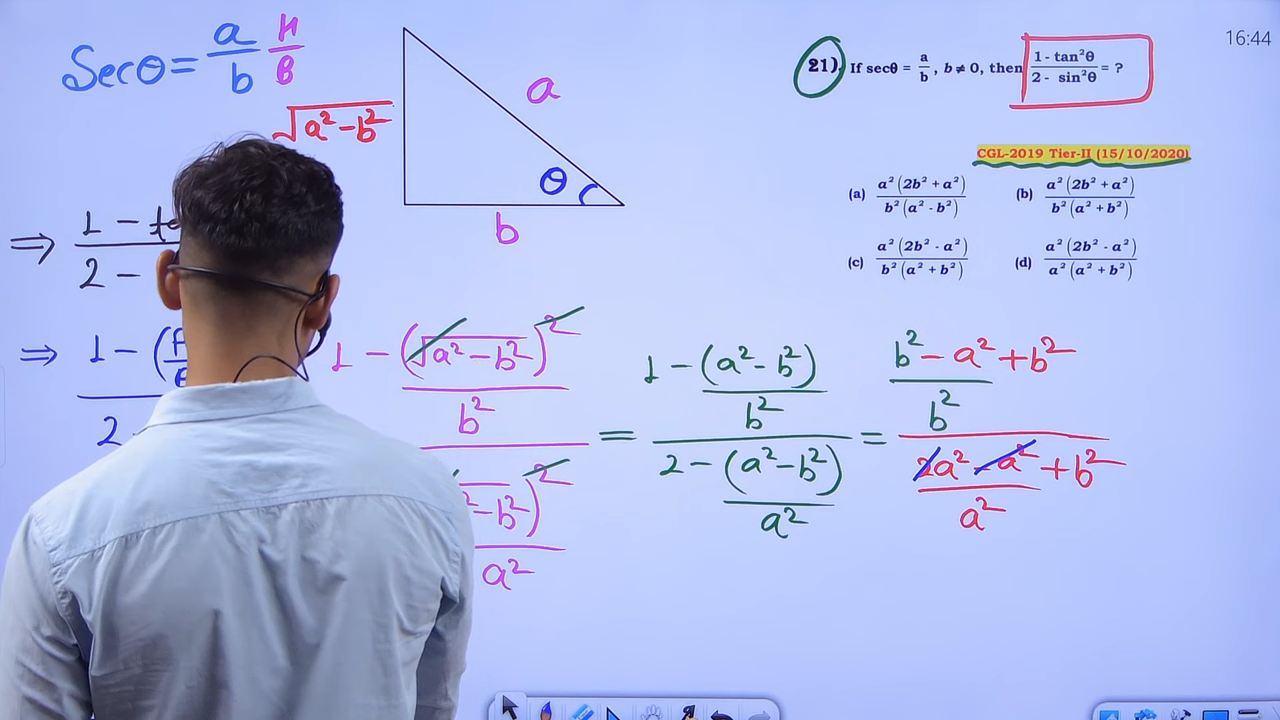 16:44
Secθ = a/b H/B
√(a²-b²)
a
θ
b
21). If secθ = a/b , b ≠ 0, then (1 - tan²θ)/(2 - sin²θ) = ?
CGL-2019 Tier-II (15/10/2020)
(a) a²(2b² + a²)/b²(a² - b²) (b) a²(2b² + a²)/b²(a² + b²)
(c) a²(2b² - a²)/b²(a² + b²) (d) a²(2b² - a²)/a²(a² + b²)
⇒ 1 -
2 -
⇒ 1 - (
2
1 - (√(a²-b²))²
b²
-b²)²
a²
= 1 - (a²-b²)
b²
2 - (a²-b²)
a²
= b² - a² + b²
b²
2a² - a² + b²
a²